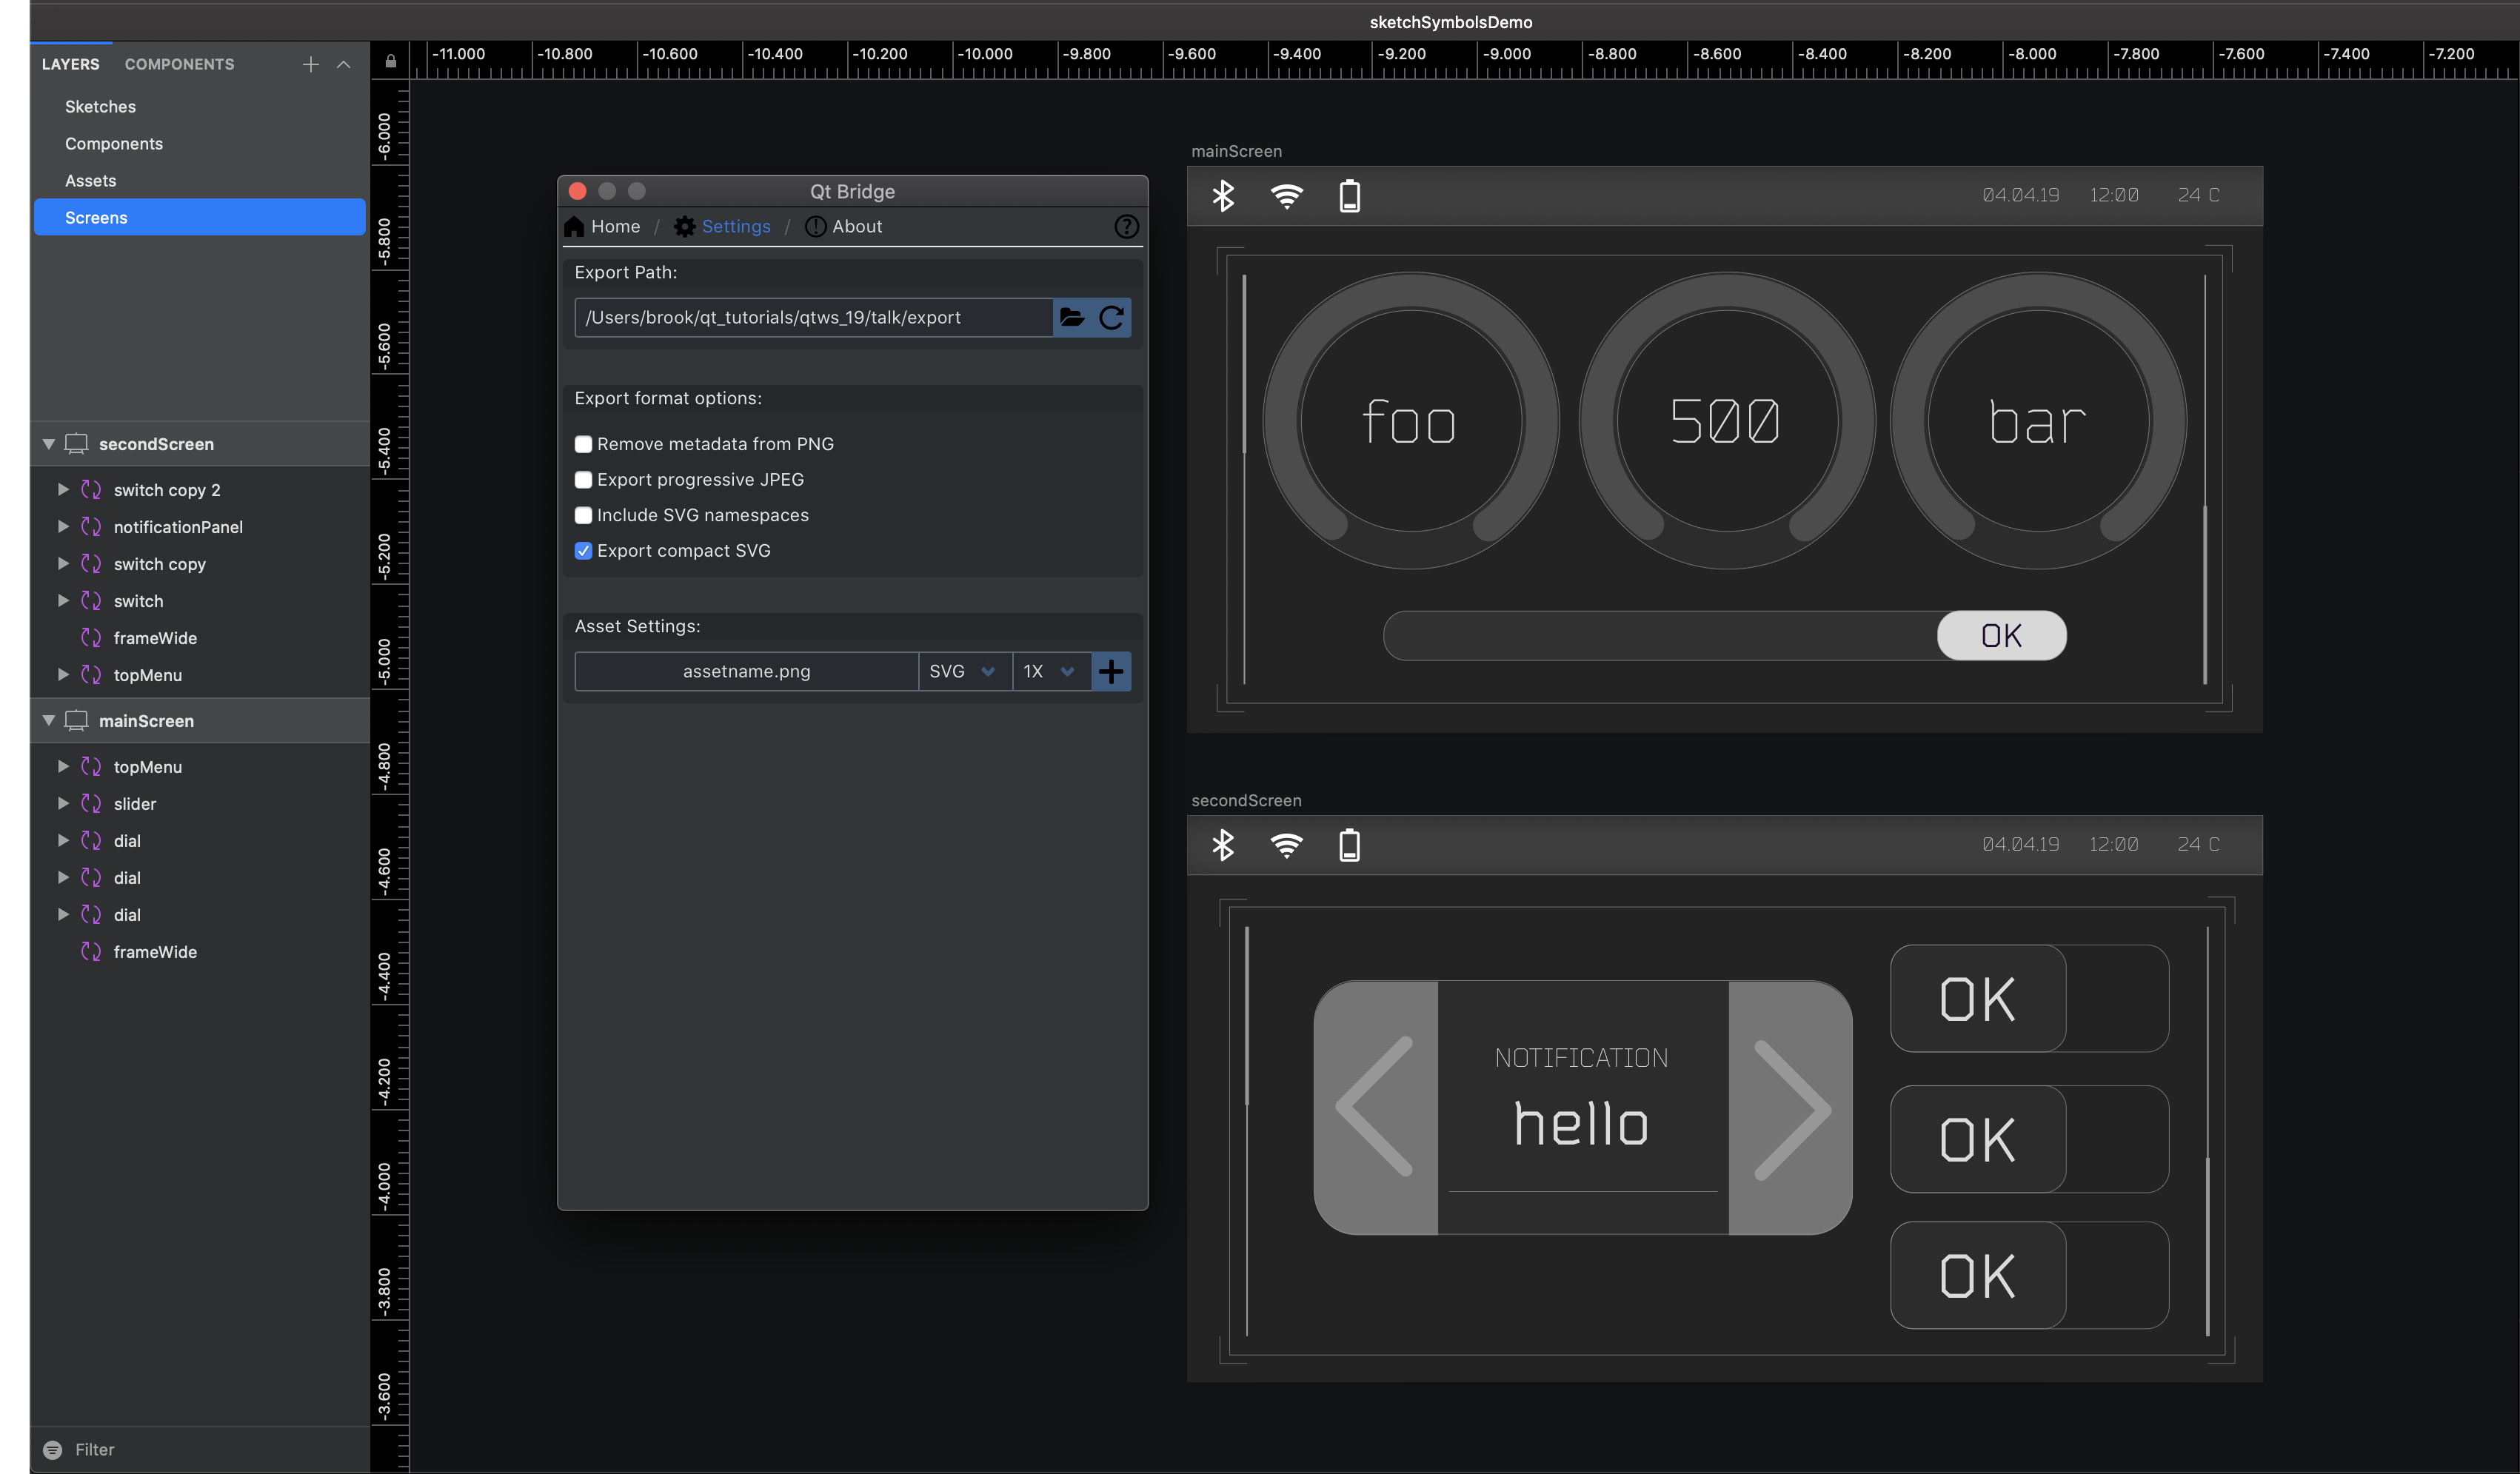 sketchSymbolsDemo
LAYERS COMPONENTS
Sketches
Components
Assets
Screens
secondScreen
switch copy 2
notificationPanel
switch copy
switch
frameWide
topMenu
mainScreen
topMenu
slider
dial
dial
dial
frameWide
Filter
-11.000 -10.800 -10.600 -10.400 -10.200 -10.000 -9.800 -9.600 -9.400 -9.200 -9.000 -8.800 -8.600 -8.400 -8.200 -8.000 -7.800 -7.600 -7.400 -7.200
-6.000
-5.800
-5.600
-5.400
-5.200
-5.000
-4.800
-4.600
-4.400
-4.200
-4.000
-3.800
-3.600
Qt Bridge
Home / Settings / About
Export Path:
/Users/brook/qt_tutorials/qtws_19/talk/export
Export format options:
Remove metadata from PNG
Export progressive JPEG
Include SVG namespaces
Export compact SVG
Asset Settings:
assetname.png SVG 1X
mainScreen
04.04.19 12:00 24 C
foo 500 bar
OK
secondScreen
04.04.19 12:00 24 C
NOTIFICATION
hello
OK
OK
OK